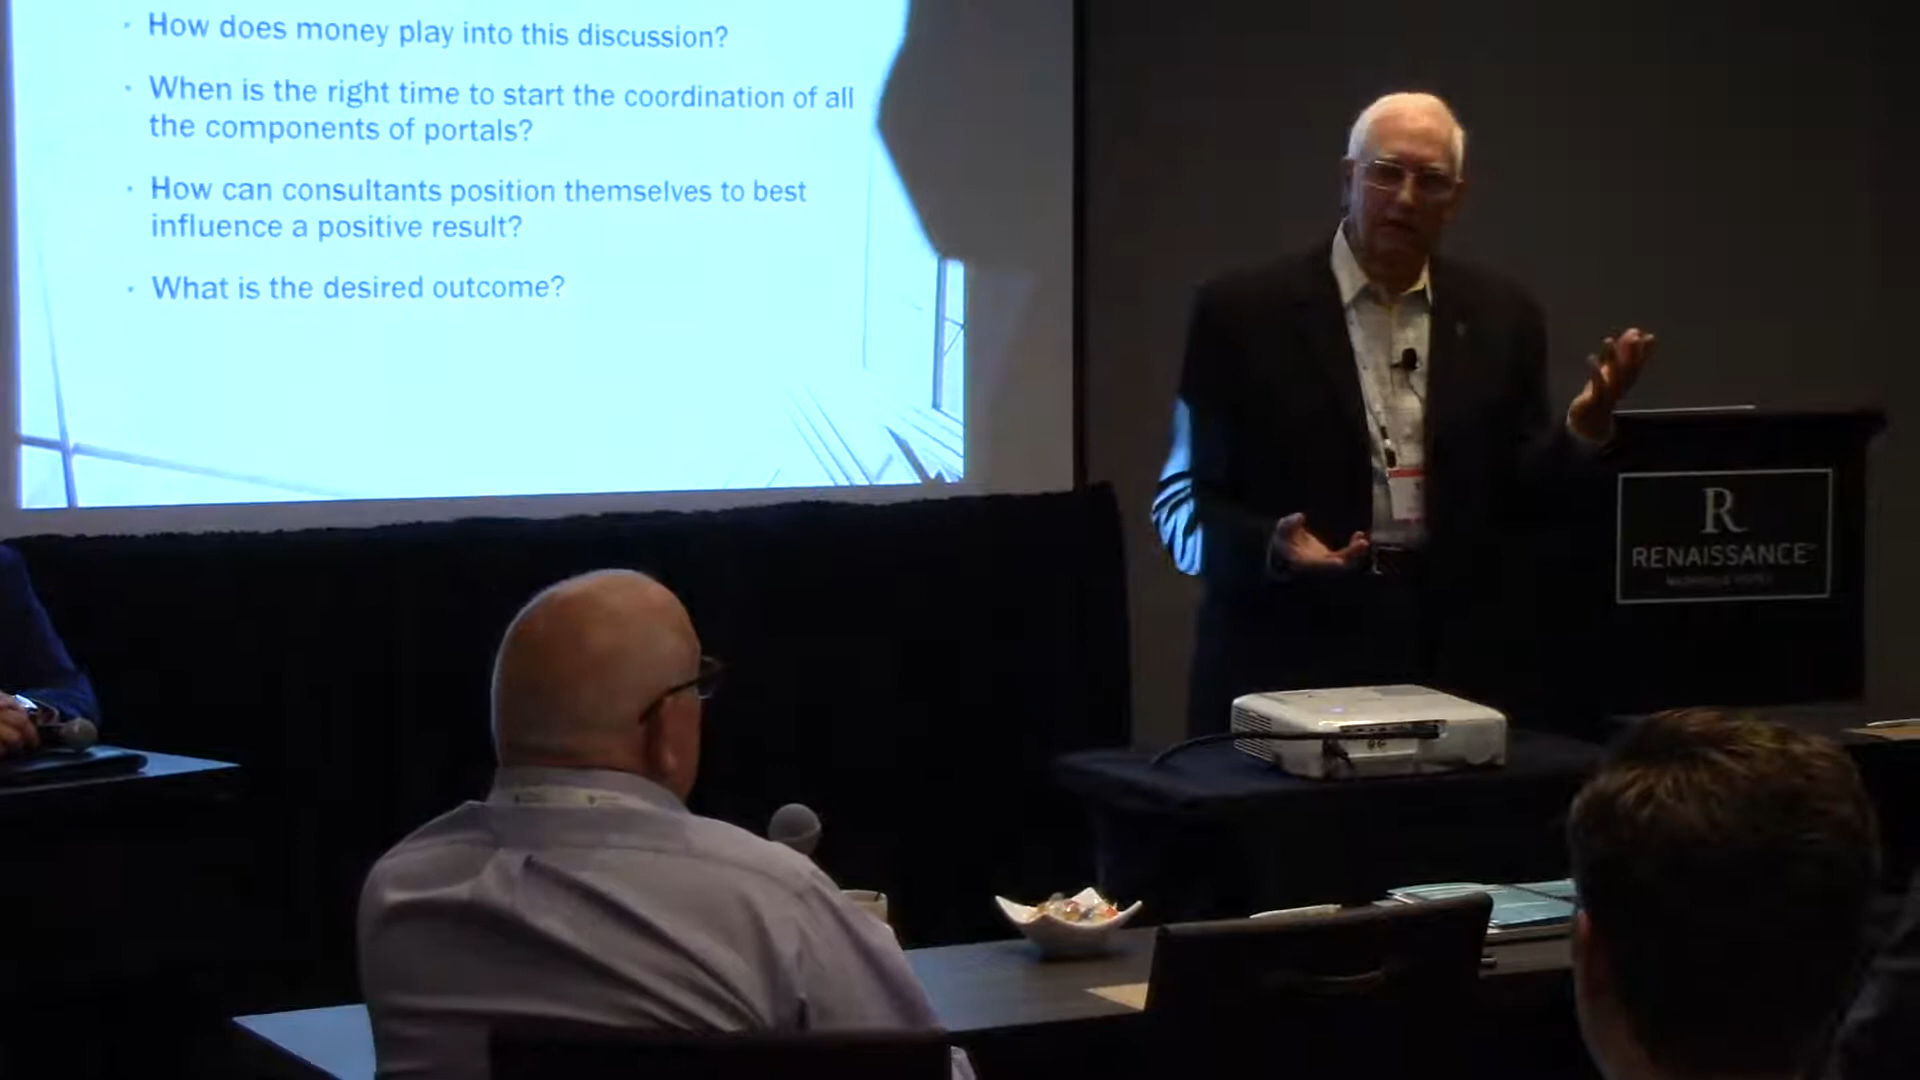 · How does money play into this discussion?
· When is the right time to start the coordination of all
the components of portals?
· How can consultants position themselves to best
influence a positive result?
· What is the desired outcome?
R
RENAISSANCE